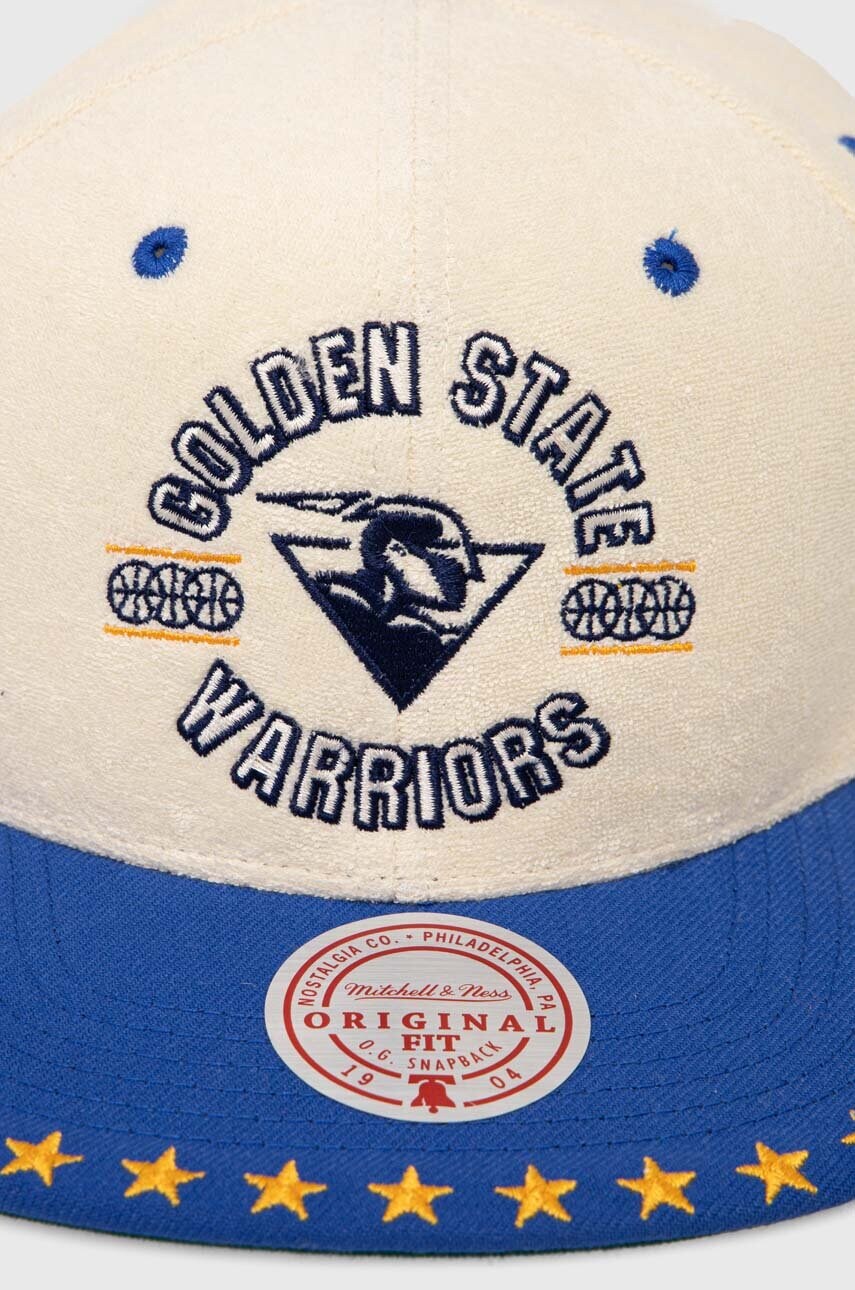 GOLDEN STATE
WARRIORS
NOSTALGIA CO. • PHILADELPHIA, PA
Mitchell & Ness
ORIGINAL
FIT
O.G. SNAPBACK
19 04